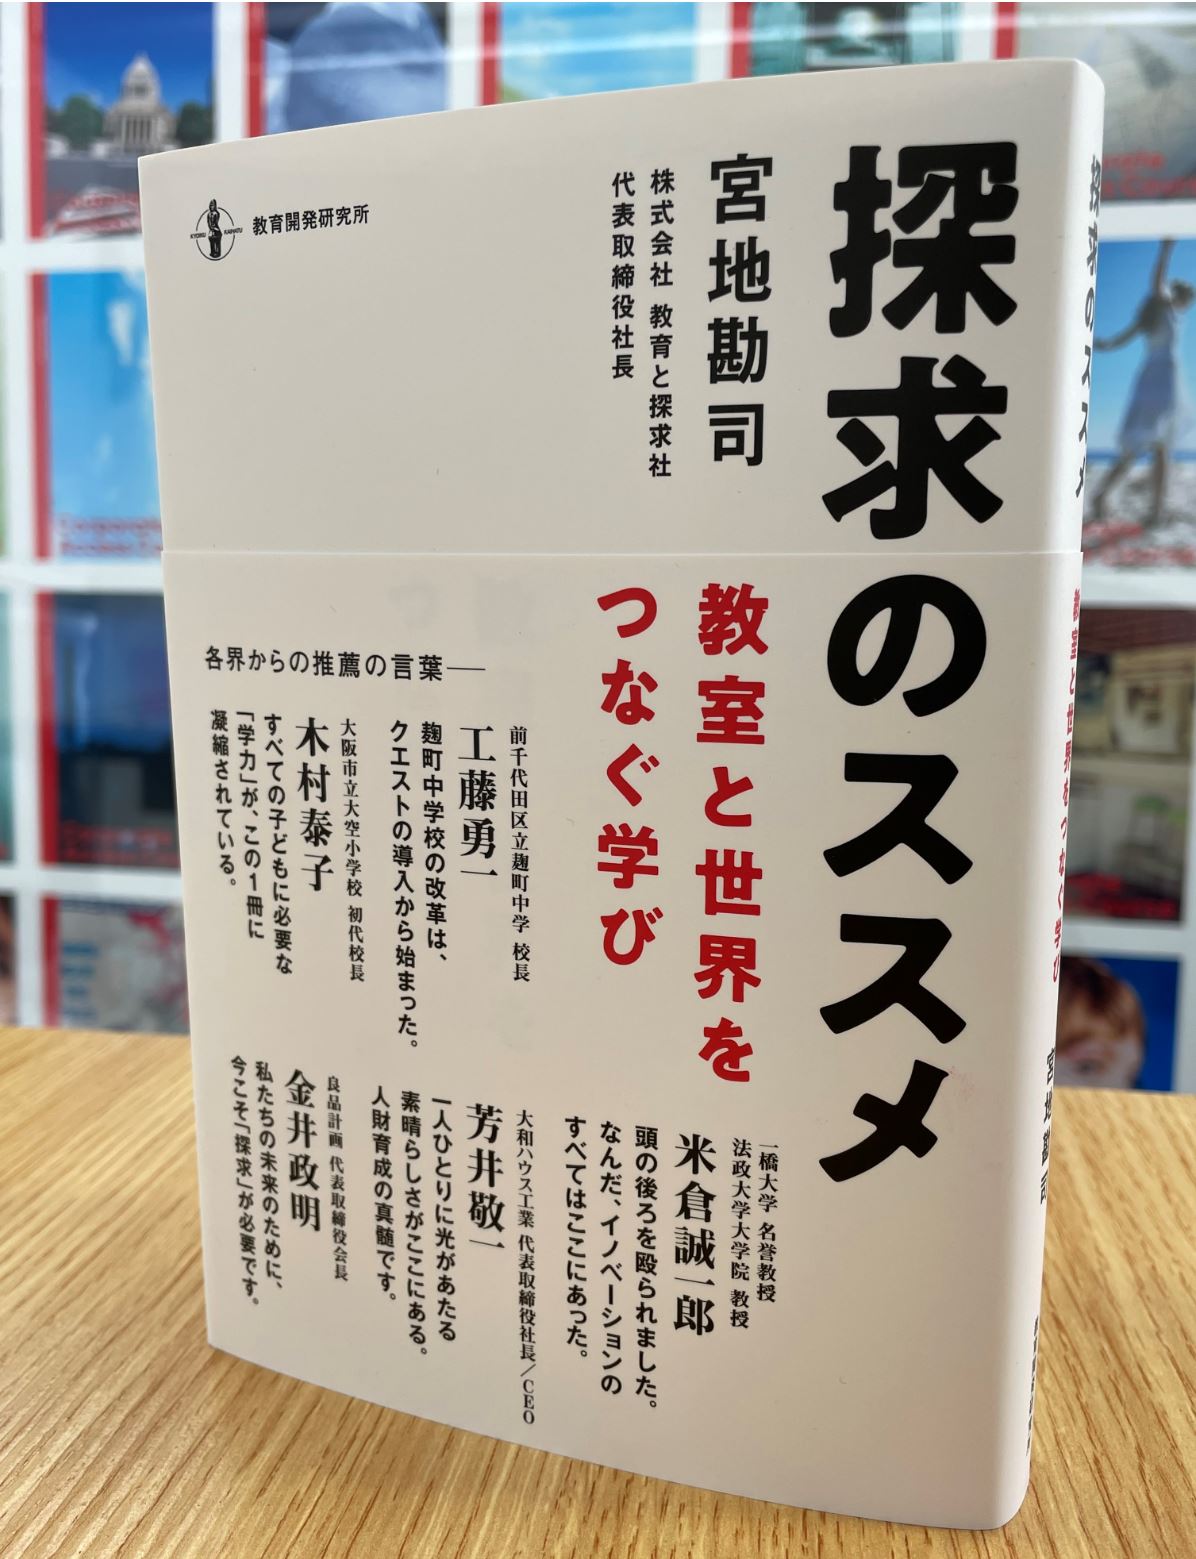 探求のススメ
宮地勘司
株式会社 教育と探求社
代表取締役社長
教育開発研究所
教室と世界を
つなぐ学び
各界からの推薦の言葉――
前千代田区立麹町中学 校長
工藤勇一
麹町中学校の改革は、
クエストの導入から始まった。
大阪市立大空小学校 初代校長
木村泰子
すべての子どもに必要な
「学力」が、この1冊に
凝縮されている。
一橋大学 名誉教授
法政大学大学院 教授
米倉誠一郎
頭の後ろを殴られました。
なんだ、イノベーションの
すべてはここにあった。
大和ハウス工業 代表取締役社長/CEO
芳井敬一
一人ひとりに光があたる
素晴らしさがここにある。
人財育成の真髄です。
良品計画 代表取締役会長
金井政明
私たちの未来のために、
今こそ「探求」が必要です。
探求のススメ
教室と世界をつなぐ学び
宮地勘司